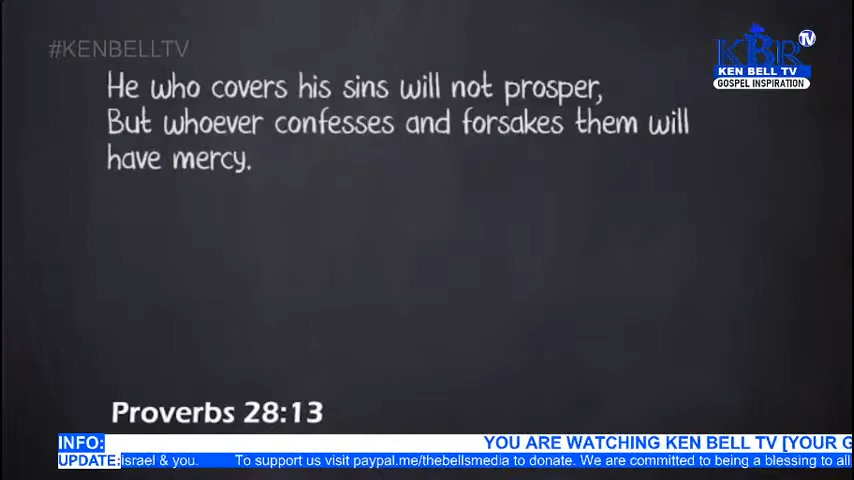 #KENBELLTV
KBR TV
KEN BELL TV
GOSPEL INSPIRATION
He who covers his sins will not prosper,
But whoever confesses and forsakes them will
have mercy.
Proverbs 28:13
INFO: YOU ARE WATCHING KEN BELL TV [YOUR G
UPDATE: Israel & you. To support us visit paypal.me/thebellsmedia to donate. We are committed to being a blessing to all